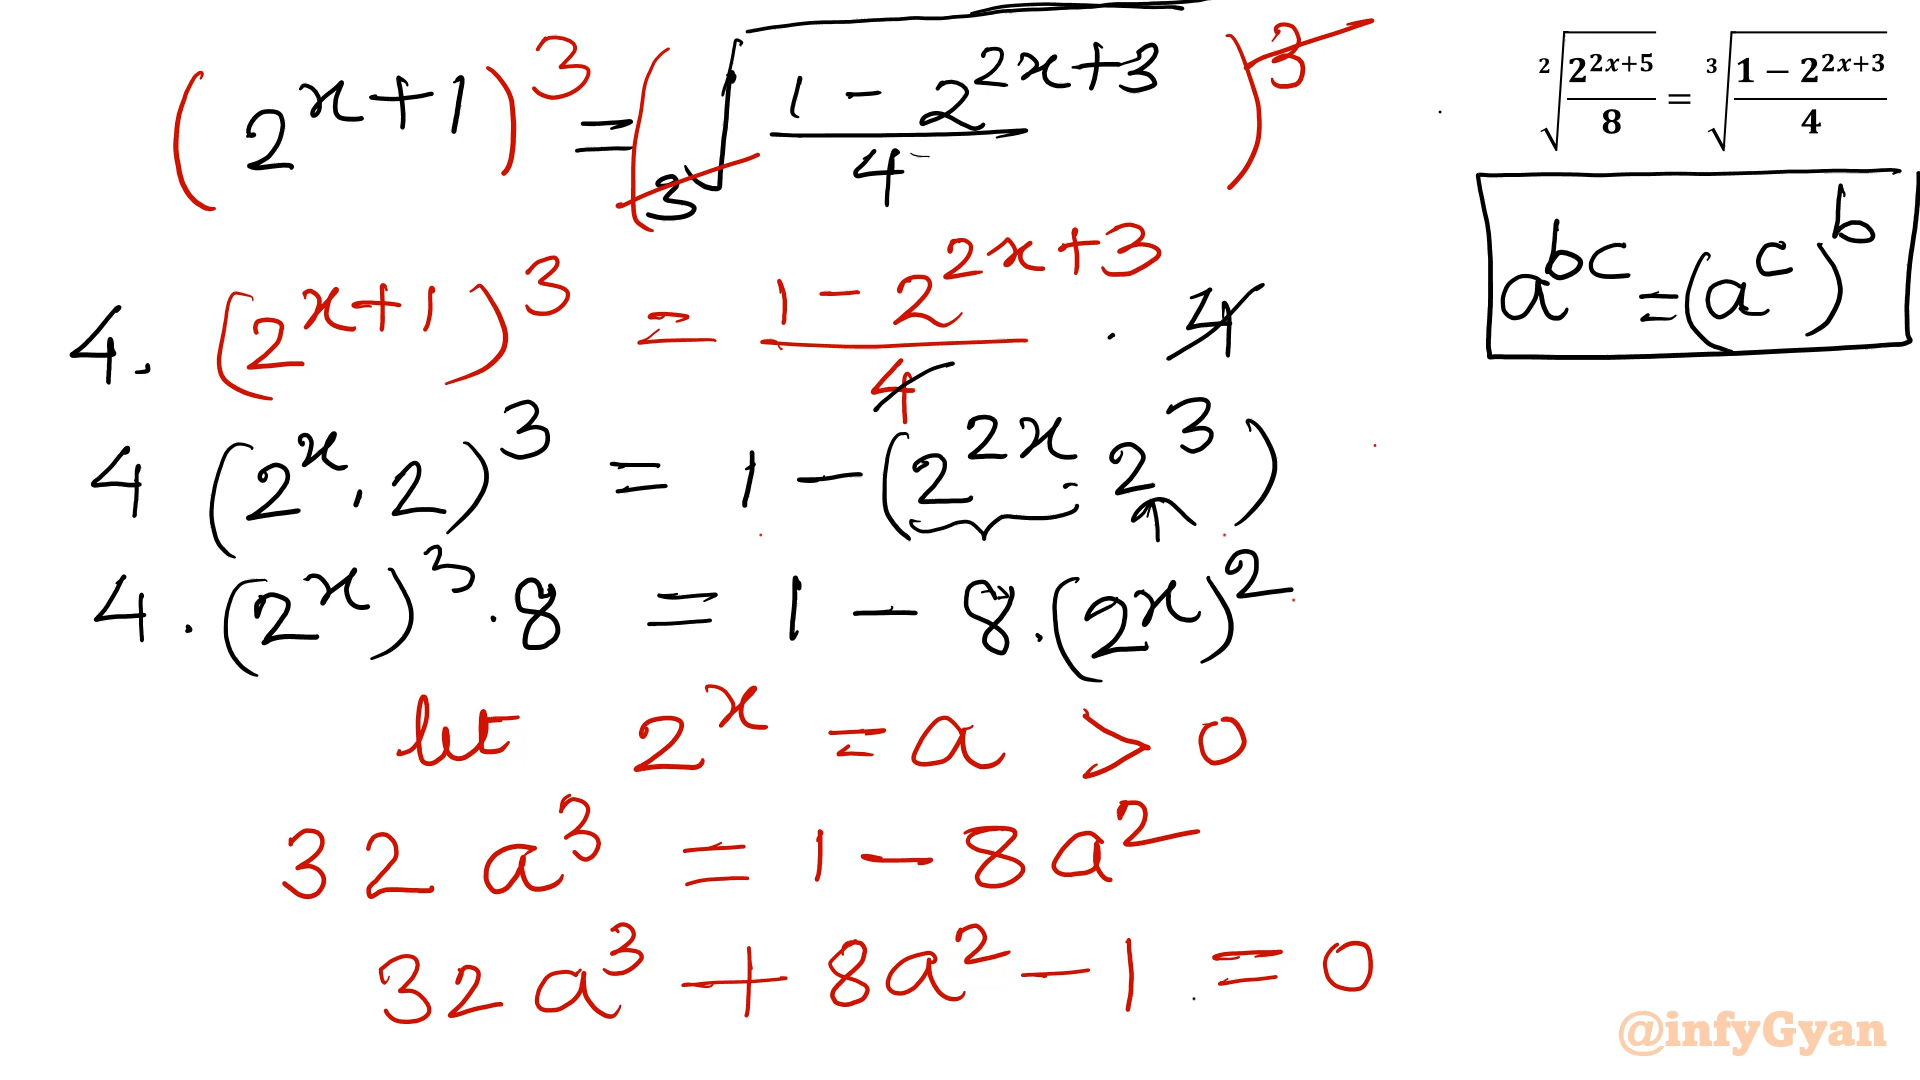 (2^{x+1})^3 = (∛((1 - 2^{2x+3})/4))^3
4. (2^{x+1})^3 = (1 - 2^{2x+3})/4 · 4
4 (2^x . 2)^3 = 1 - (2^{2x} · 2^3)
4 . (2^x)^3 . 8 = 1 - 8 . (2^x)^2
let 2^x = a > 0
32 a^3 = 1 - 8a^2
32 a^3 + 8a^2 - 1 = 0
²√(2^{2x+5}/8) = ³√((1 − 2^{2x+3})/4)
a^{bc} = (a^c)^b
@infyGyan